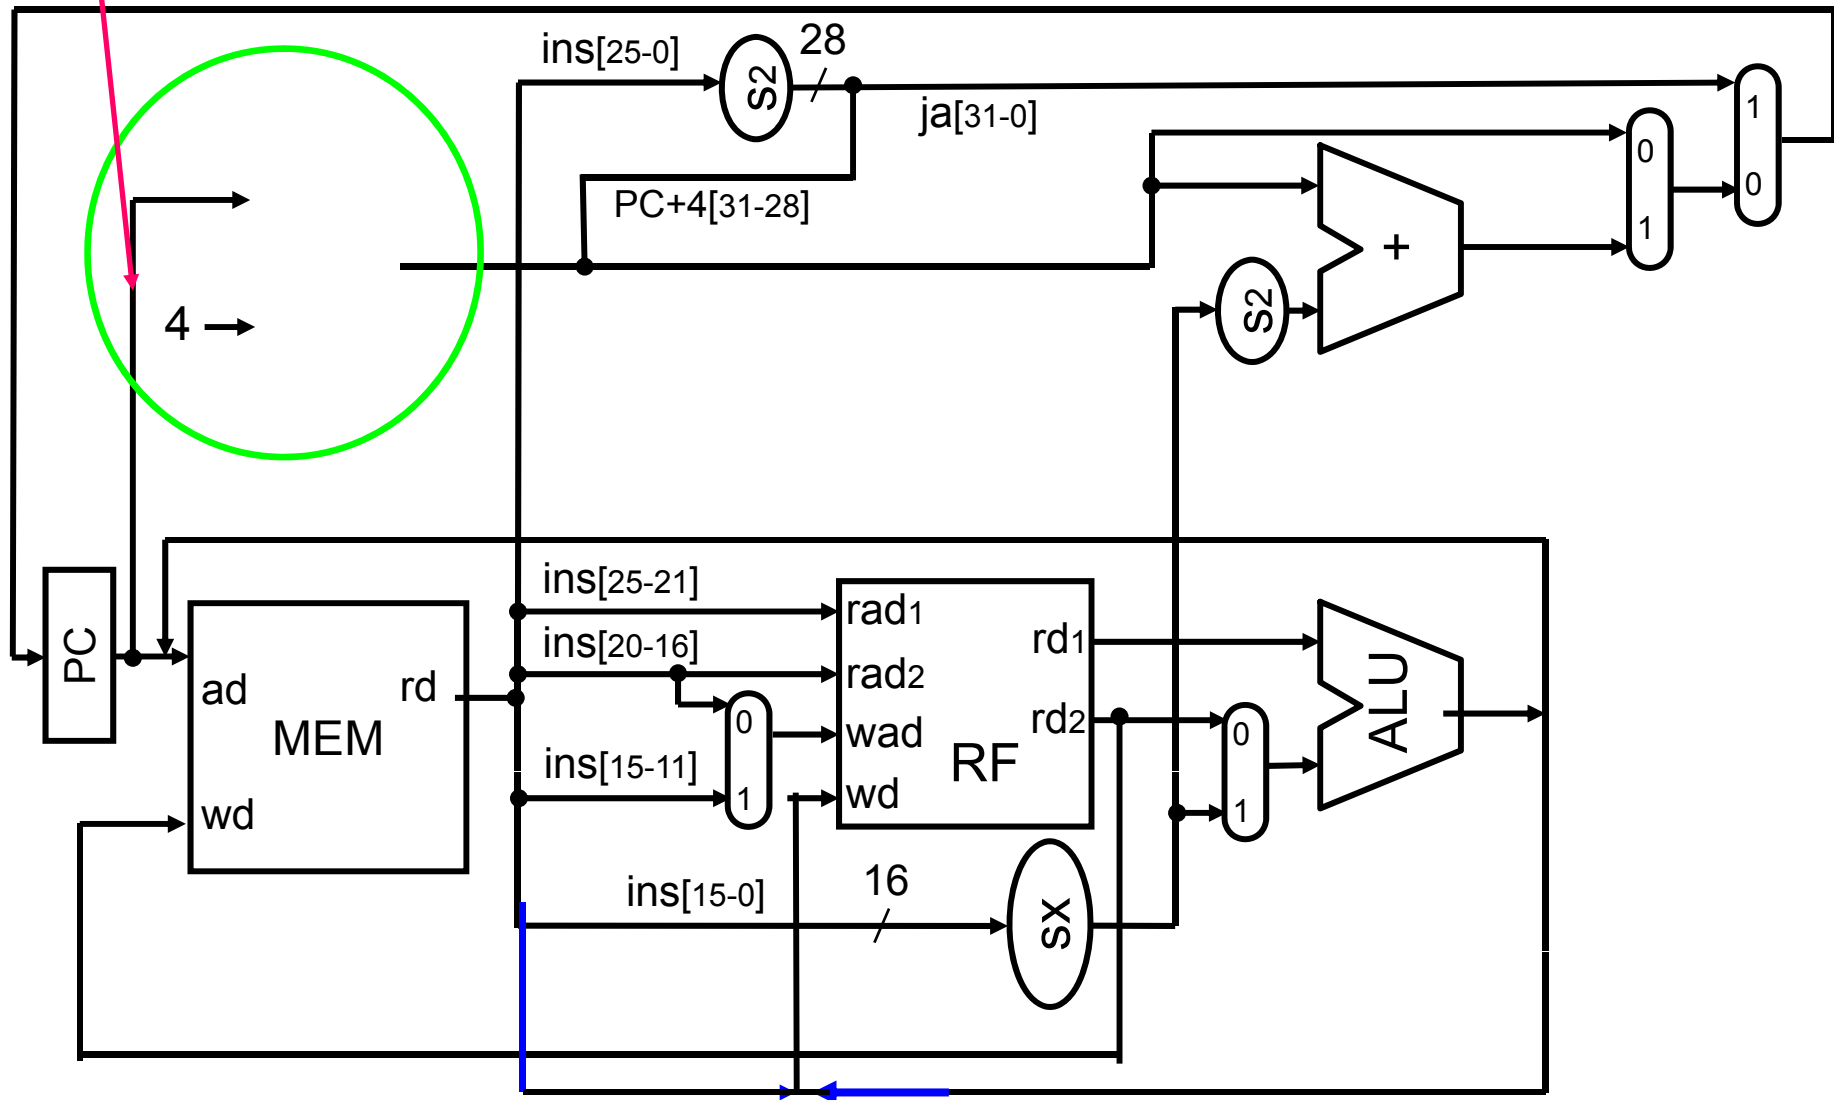 ins[25-0]
s2
28
ja[31-0]
1
0
0
1
PC+4[31-28]
+
s2
4
PC
ad
rd
MEM
wd
ins[25-21]
ins[20-16]
ins[15-11]
0
1
rad1
rad2
wad
wd
RF
rd1
rd2
0
1
ALU
ins[15-0]
16
sx